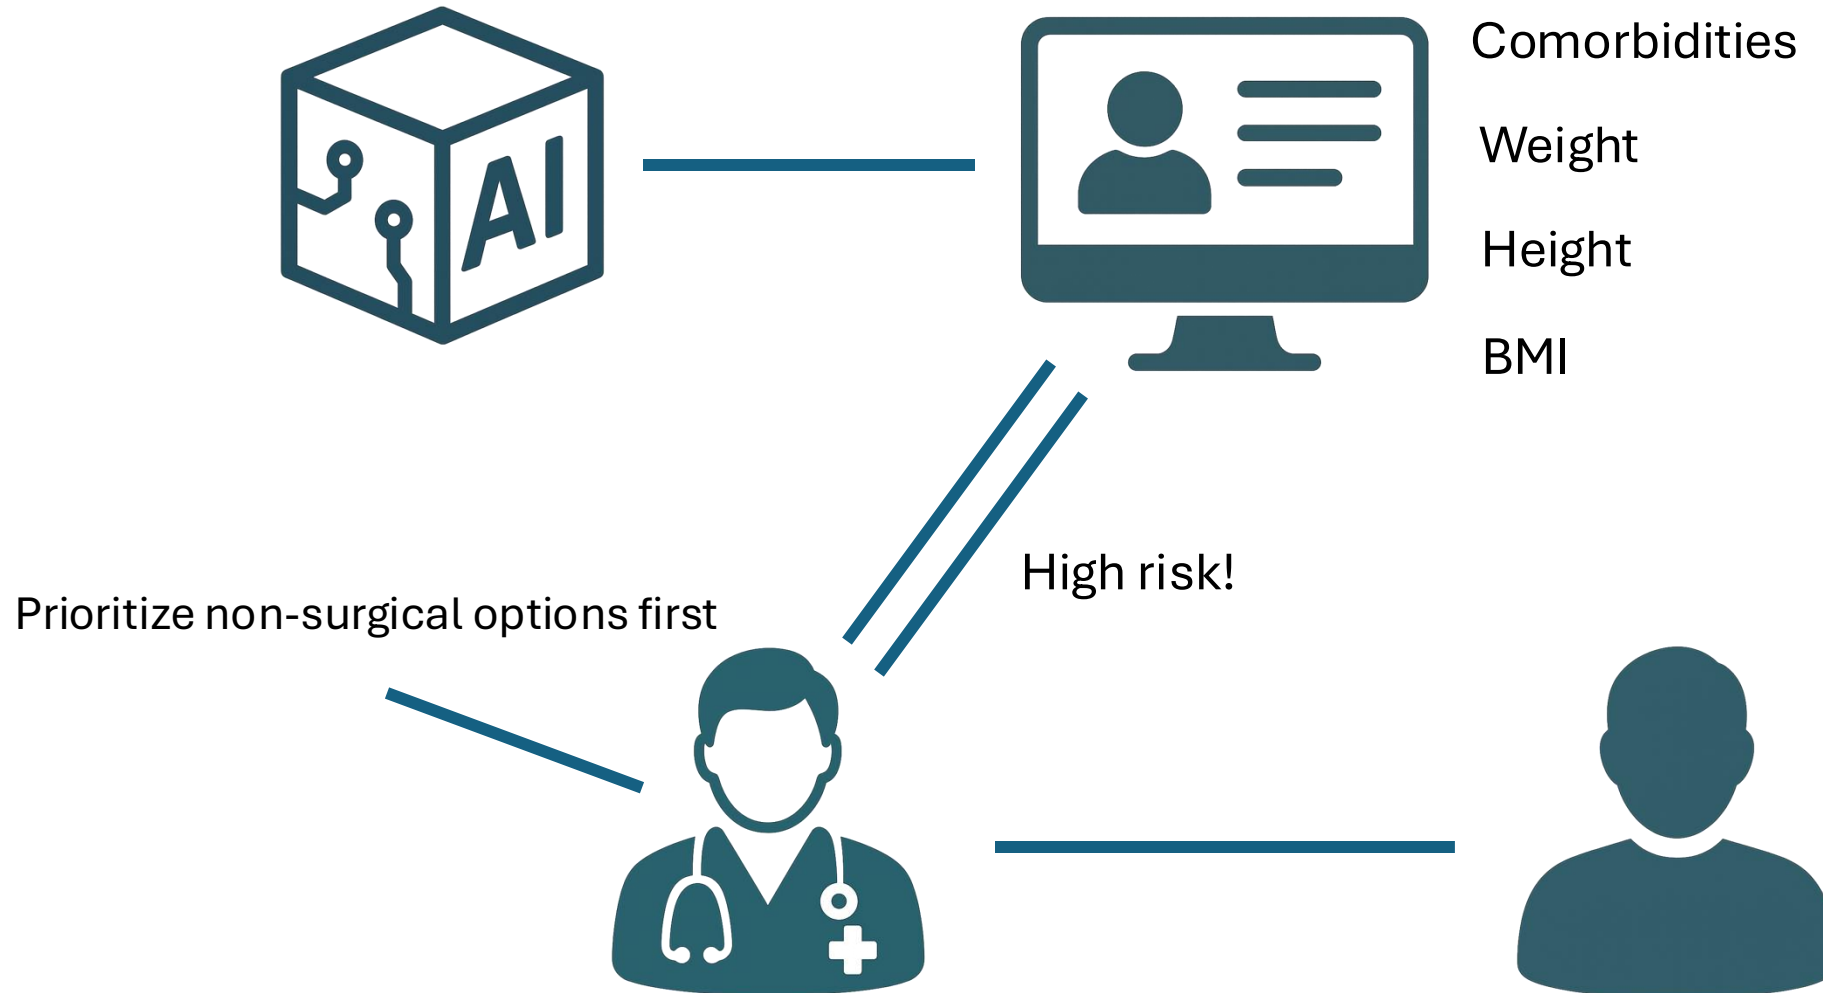 AI
Comorbidities
Weight
Height
BMI
High risk!
Prioritize non-surgical options first